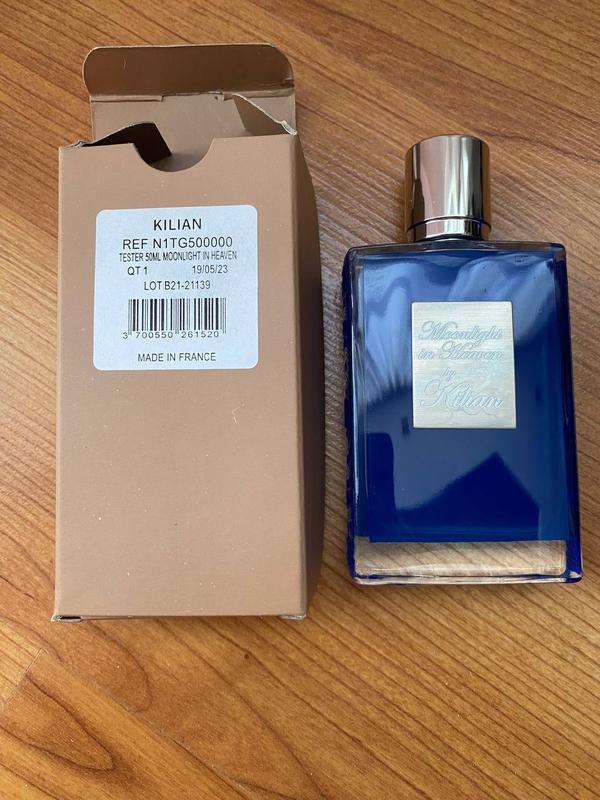 KILIAN
REF N1TG500000
TESTER 50ML MOONLIGHT IN HEAVEN
QT 1 19/05/23
LOT B21-21139
3 700550 261520
MADE IN FRANCE
Moonlight
in Heaven
by
Kilian